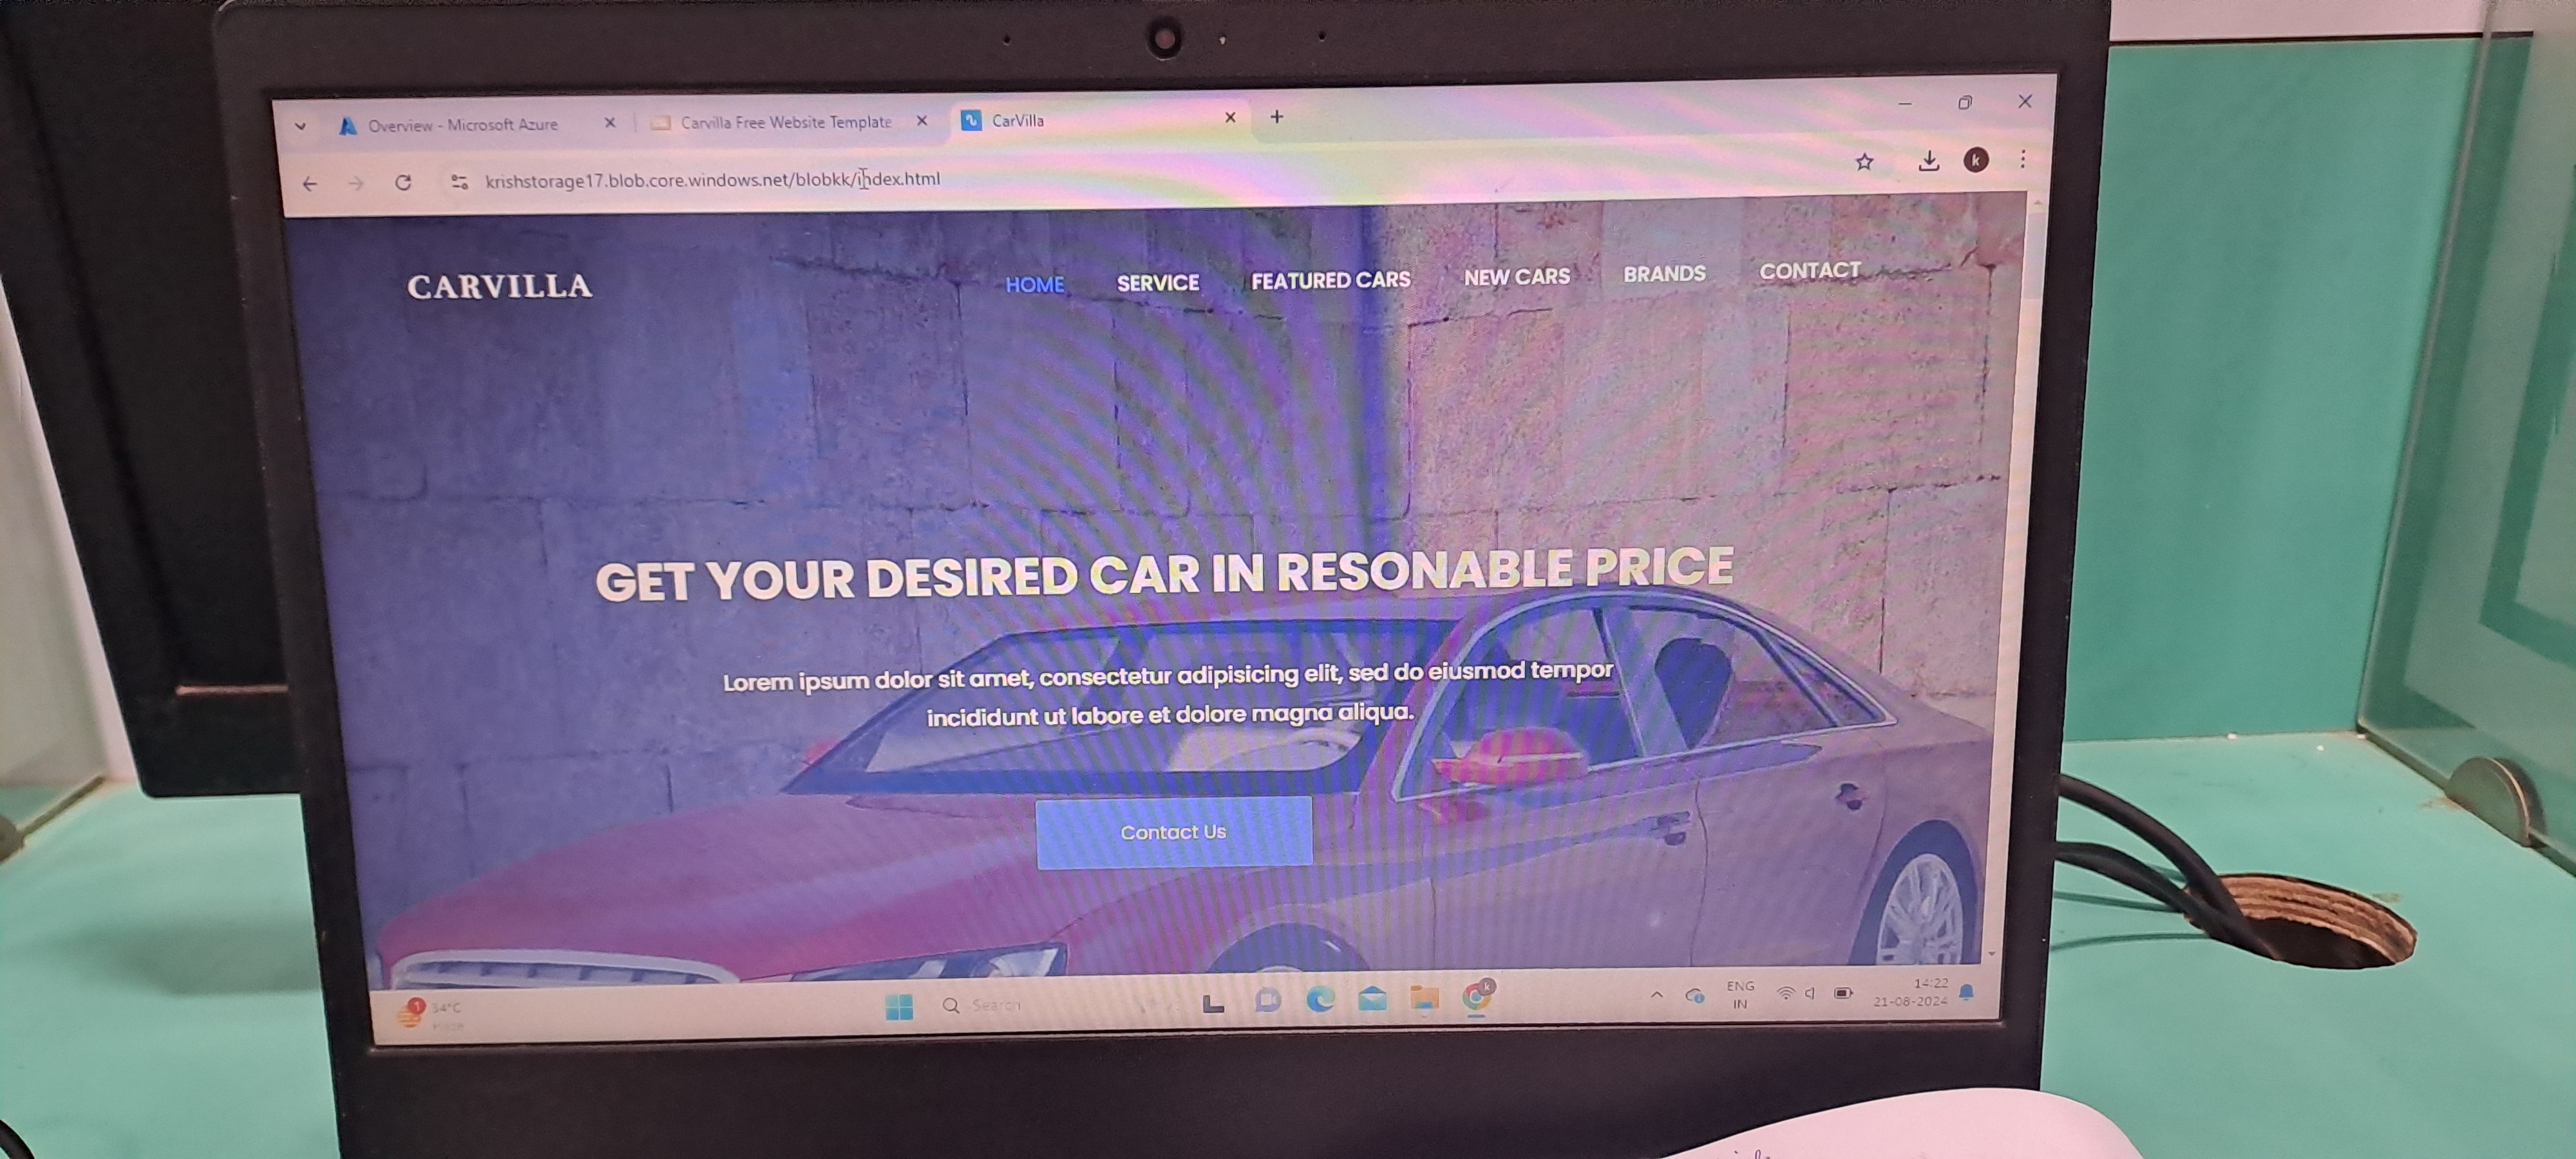 Overview - Microsoft Azure
Carvilla Free Website Template
CarVilla
krishstorage17.blob.core.windows.net/blobkk/index.html
k
CARVILLA
HOME SERVICE FEATURED CARS NEW CARS BRANDS CONTACT
GET YOUR DESIRED CAR IN RESONABLE PRICE
Lorem ipsum dolor sit amet, consectetur adipisicing elit, sed do eiusmod tempor
incididunt ut labore et dolore magna aliqua.
Contact Us
1
34°C
Search
k
ENG
IN
14:22
21-08-2024